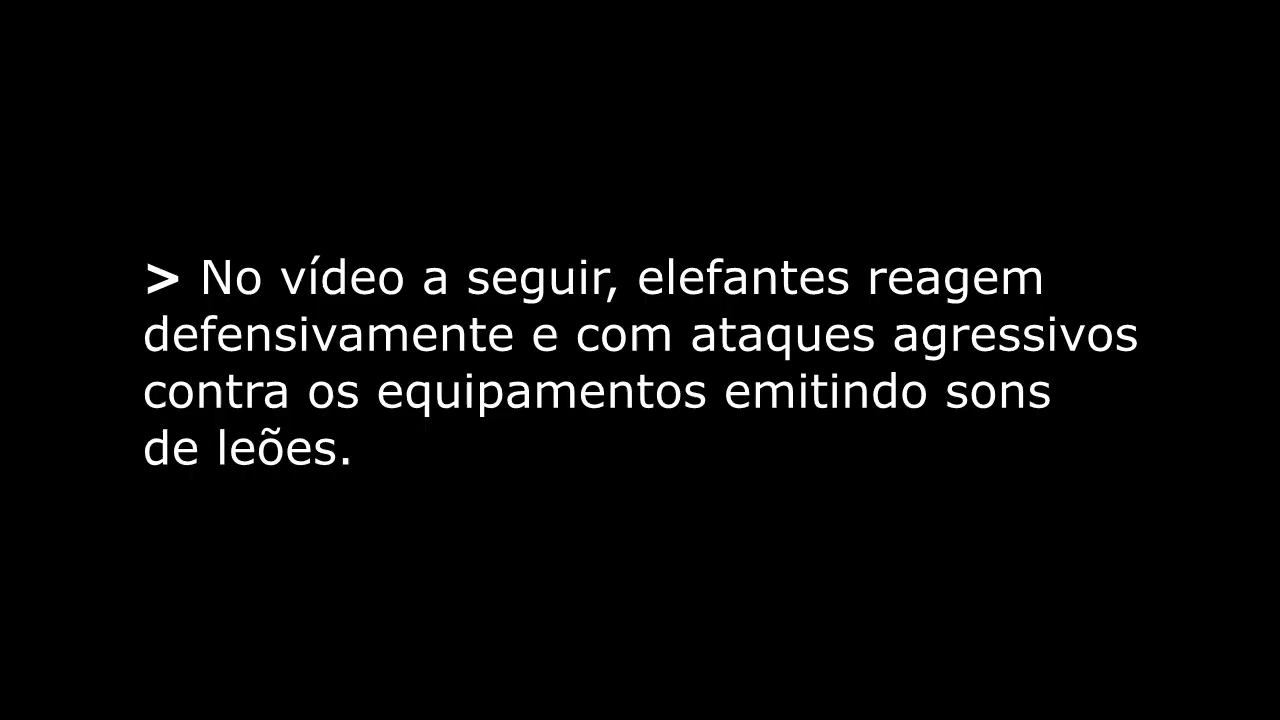 > No vídeo a seguir, elefantes reagem
defensivamente e com ataques agressivos
contra os equipamentos emitindo sons
de leões.